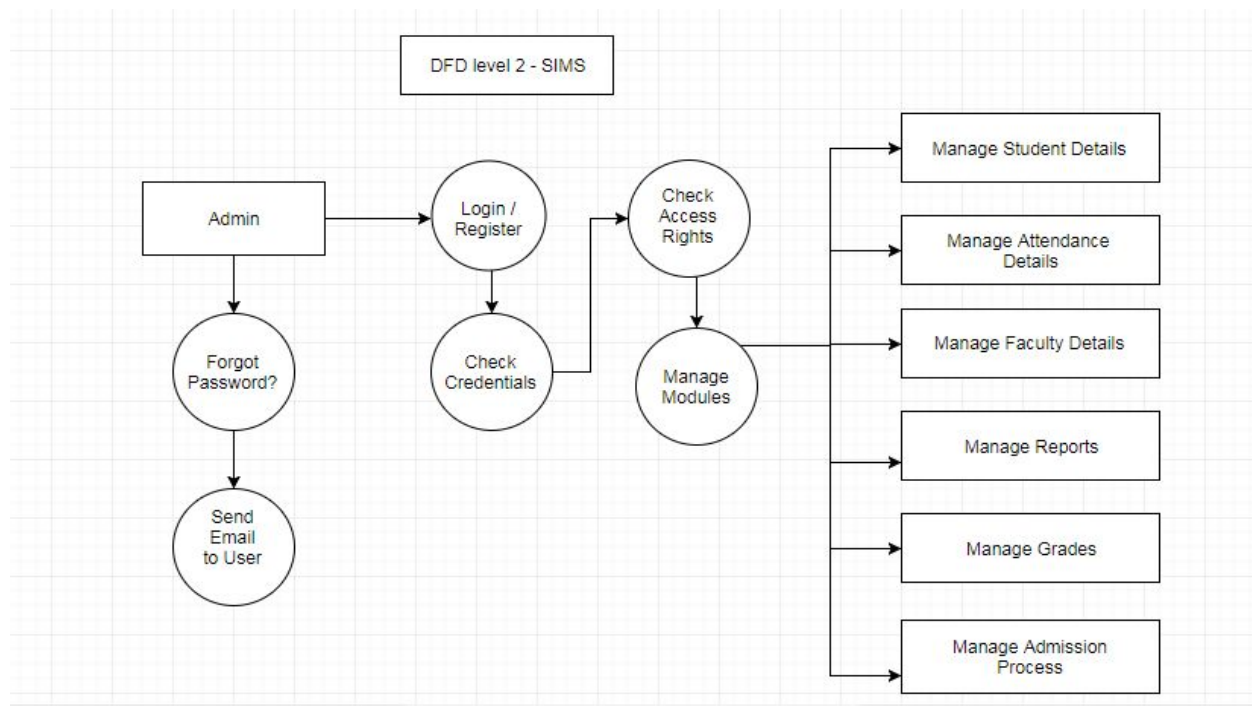 DFD level 2 - SIMS
Admin
Login /
Register
Check
Access
Rights
Forgot
Password?
Check
Credentials
Manage
Modules
Send
Email
to User
Manage Student Details
Manage Attendance
Details
Manage Faculty Details
Manage Reports
Manage Grades
Manage Admission
Process